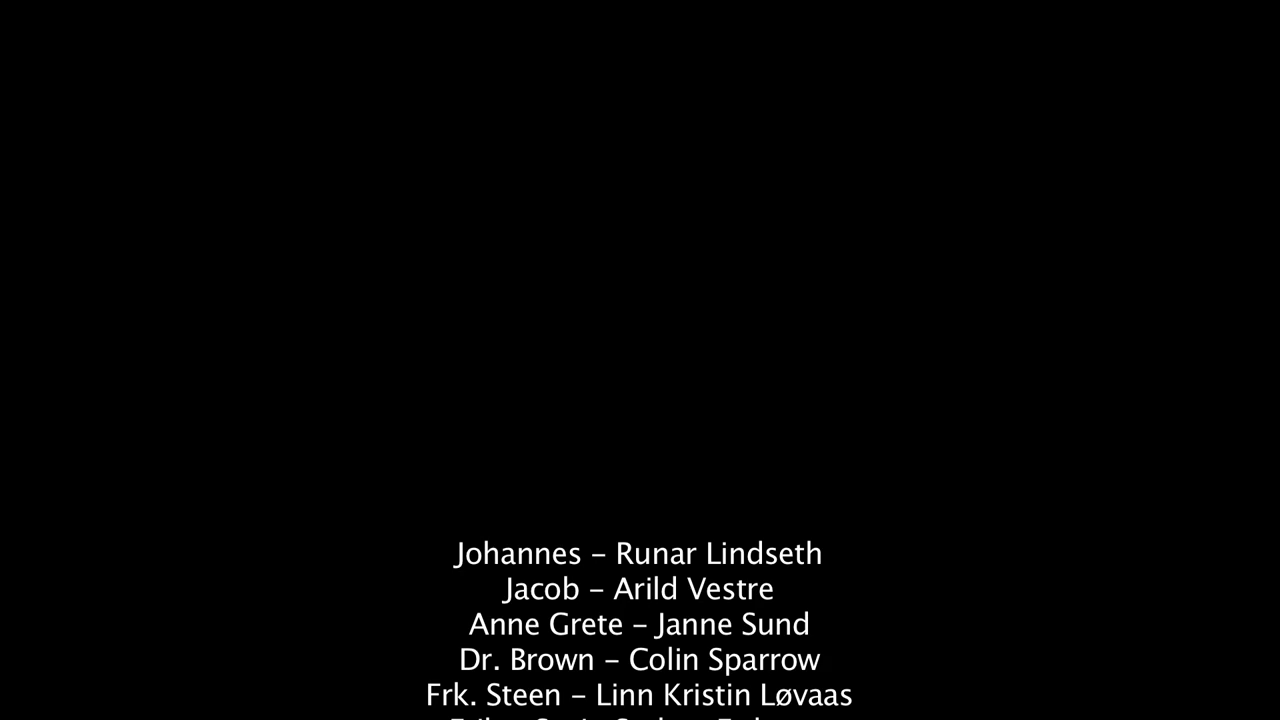 Johannes – Runar Lindseth
Jacob – Arild Vestre
Anne Grete – Janne Sund
Dr. Brown – Colin Sparrow
Frk. Steen – Linn Kristin Løvaas